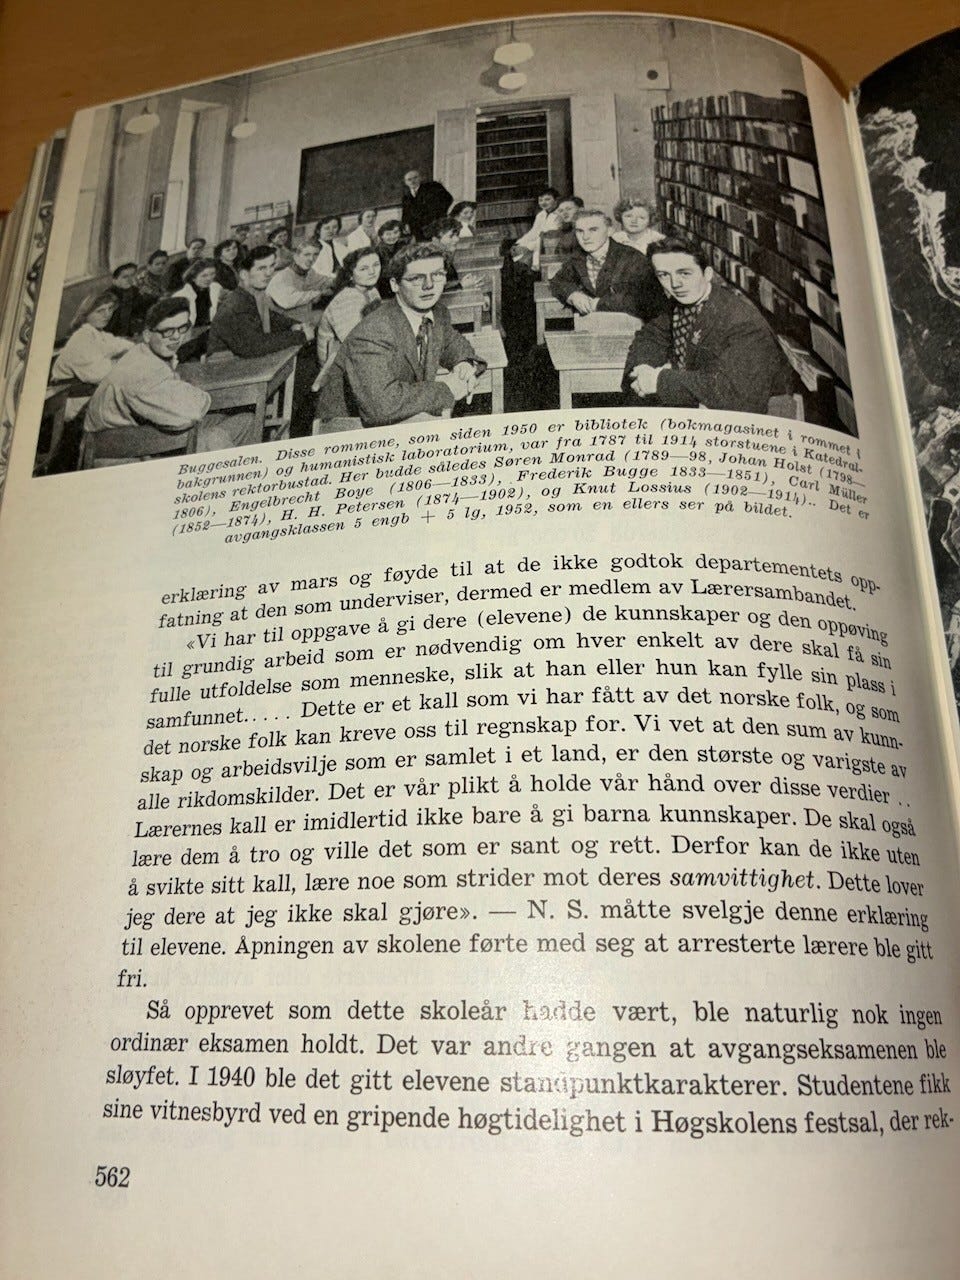 Buggesalen. Disse rommene, som siden 1950 er bibliotek (bokmagasinet i rommet i
bakgrunnen) og humanistisk laboratorium, var fra 1787 til 1914 storstuene i Katedral-
skolens rektorbustad. Her budde således Søren Monrad (1789—98, Johan Holst (1798—
1806), Engelbrecht Boye (1806—1833), Frederik Bugge 1833—1851), Carl Müller
(1852—1874), H. H. Petersen (1874—1902), og Knut Lossius (1902—1914).. Det er
avgangsklassen 5 engb + 5 lg, 1952, som en ellers ser på bildet.
erklæring av mars og føyde til at de ikke godtok departementets opp-
fatning at den som underviser, dermed er medlem av Lærersambandet.
«Vi har til oppgave å gi dere (elevene) de kunnskaper og den oppøving
til grundig arbeid som er nødvendig om hver enkelt av dere skal få sin
fulle utfoldelse som menneske, slik at han eller hun kan fylle sin plass i
samfunnet..... Dette er et kall som vi har fått av det norske folk, og som
det norske folk kan kreve oss til regnskap for. Vi vet at den sum av kunn-
skap og arbeidsvilje som er samlet i et land, er den største og varigste av
alle rikdomskilder. Det er vår plikt å holde vår hånd over disse verdier ..
Lærernes kall er imidlertid ikke bare å gi barna kunnskaper. De skal også
lære dem å tro og ville det som er sant og rett. Derfor kan de ikke uten
å svikte sitt kall, lære noe som strider mot deres samvittighet. Dette lover
jeg dere at jeg ikke skal gjøre». — N. S. måtte svelgje denne erklæring
til elevene. Åpningen av skolene førte med seg at arresterte lærere ble gitt
fri.
Så opprevet som dette skoleår hadde vært, ble naturlig nok ingen
ordinær eksamen holdt. Det var andre gangen at avgangseksamenen ble
sløyfet. I 1940 ble det gitt elevene standpunktkarakterer. Studentene fikk
sine vitnesbyrd ved en gripende høgtidelighet i Høgskolens festsal, der rek-
562